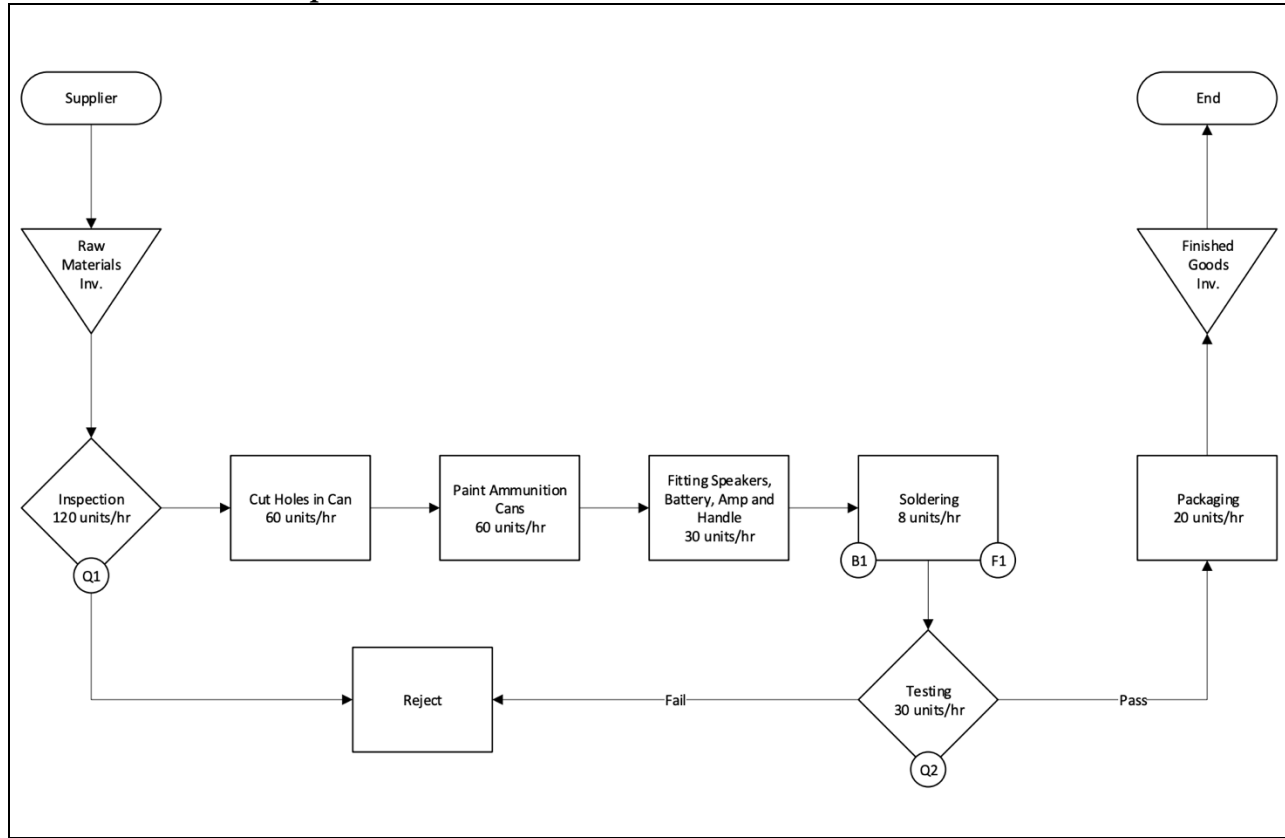 Supplier
End
Raw
Materials
Inv.
Finished
Goods
Inv.
Inspection
120 units/hr
Q1
Cut Holes in Can
60 units/hr
Paint Ammunition
Cans
60 units/hr
Fitting Speakers,
Battery, Amp and
Handle
30 units/hr
Soldering
8 units/hr
B1
F1
Packaging
20 units/hr
Reject
Fail
Testing
30 units/hr
Q2
Pass